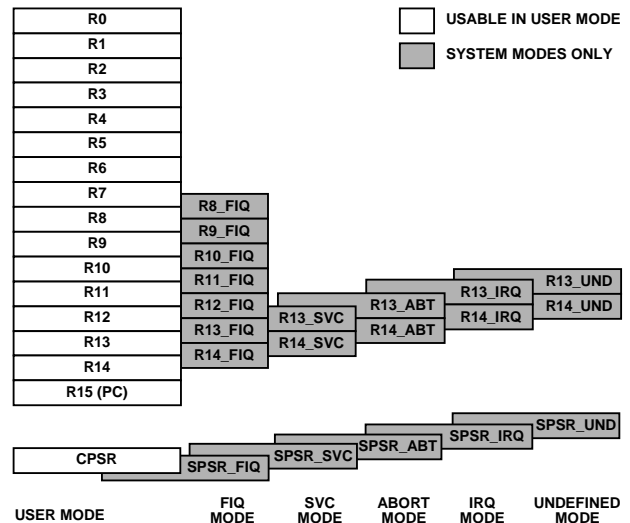 R0
R1
R2
R3
R4
R5
R6
R7
R8
R9
R10
R11
R12
R13
R14
R15 (PC)
CPSR
R8_FIQ
R9_FIQ
R10_FIQ
R11_FIQ
R12_FIQ
R13_FIQ
R14_FIQ
SPSR_FIQ
R13_SVC
R14_SVC
SPSR_SVC
R13_ABT
R14_ABT
SPSR_ABT
R13_IRQ
R14_IRQ
SPSR_IRQ
R13_UND
R14_UND
SPSR_UND
USABLE IN USER MODE
SYSTEM MODES ONLY
USER MODE
FIQ
MODE
SVC
MODE
ABORT
MODE
IRQ
MODE
UNDEFINED
MODE